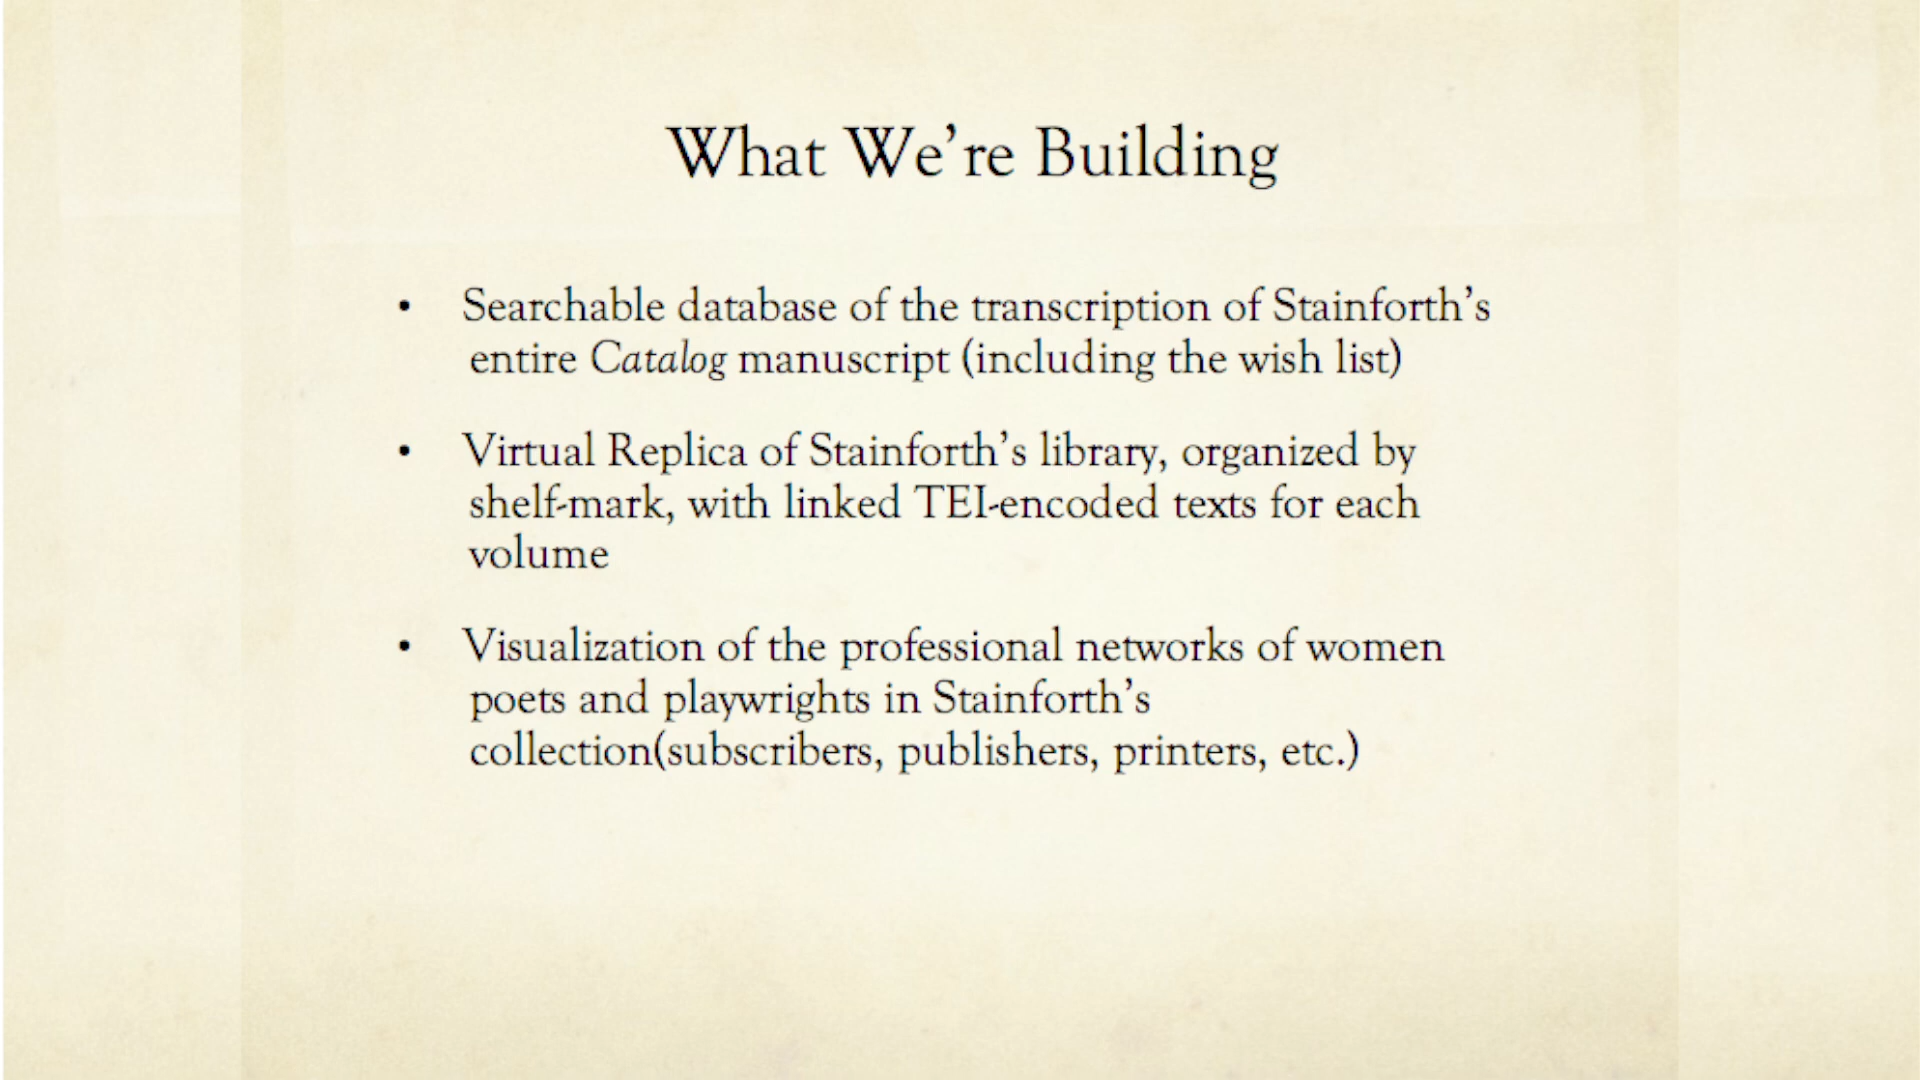 What We're Building
• Searchable database of the transcription of Stainforth's
entire Catalog manuscript (including the wish list)
• Virtual Replica of Stainforth's library, organized by
shelf-mark, with linked TEI-encoded texts for each
volume
• Visualization of the professional networks of women
poets and playwrights in Stainforth's
collection(subscribers, publishers, printers, etc.)